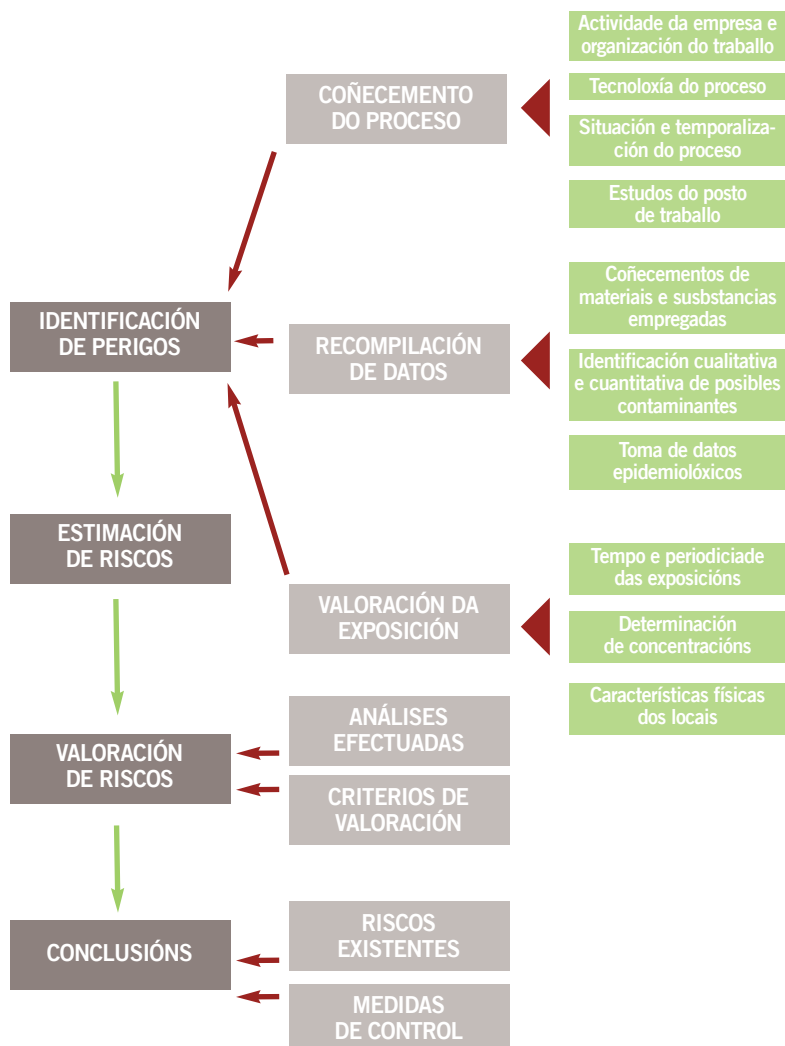 Actividade da empresa e
organización do traballo
COÑECEMENTO
DO PROCESO
Tecnoloxía do proceso
Situación e temporaliza-
ción do proceso
Estudos do posto
de traballo
IDENTIFICACIÓN
DE PERIGOS
RECOMPILACIÓN
DE DATOS
Coñecementos de
materiais e susbstancias
empregadas
Identificación cualitativa
e cuantitativa de posibles
contaminantes
Toma de datos
epidemiolóxicos
ESTIMACIÓN
DE RISCOS
VALORACIÓN DA
EXPOSICIÓN
Tempo e periodiciade
das exposicións
Determinación
de concentracións
Características físicas
dos locais
VALORACIÓN
DE RISCOS
ANÁLISES
EFECTUADAS
CRITERIOS DE
VALORACIÓN
CONCLUSIÓNS
RISCOS
EXISTENTES
MEDIDAS
DE CONTROL